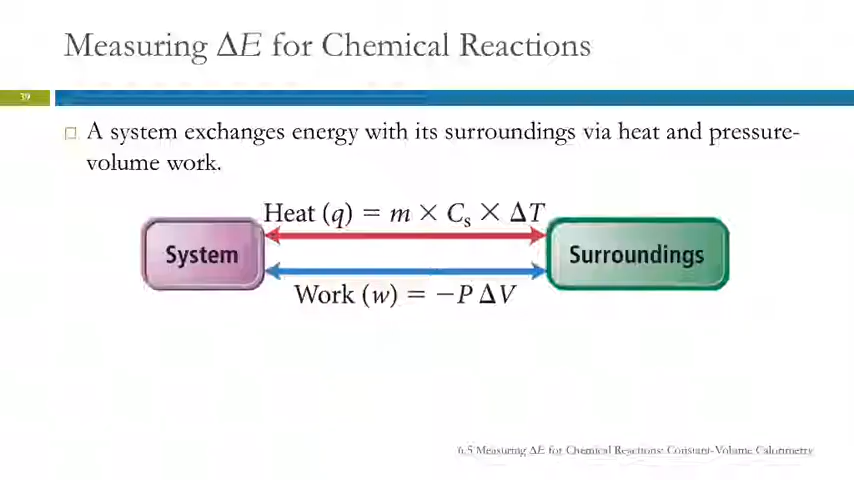 Measuring ΔE for Chemical Reactions
39
A system exchanges energy with its surroundings via heat and pressure-
volume work.
Heat (q) = m × Cs × ΔT
System
Surroundings
Work (w) = −P ΔV
6.5 Measuring ΔE for Chemical Reactions: Constant-Volume Calorimetry